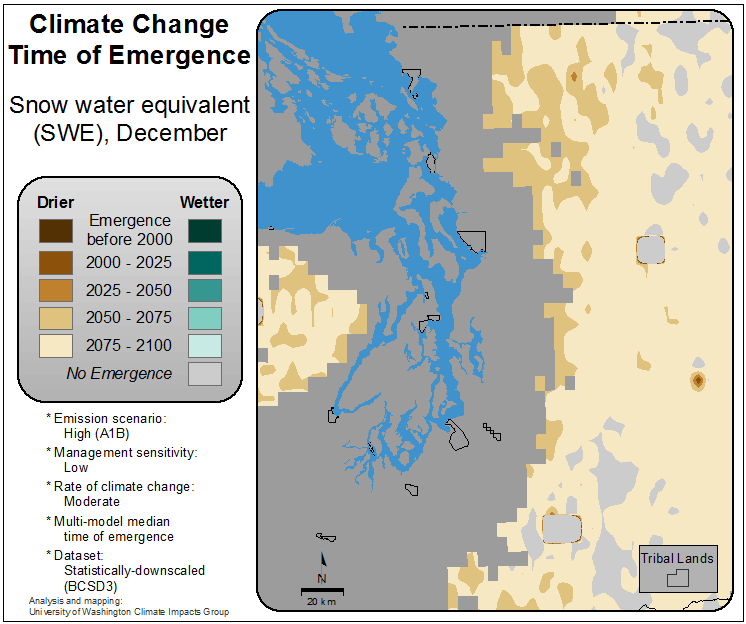 Climate Change
Time of Emergence
Snow water equivalent
(SWE), December
Drier
Wetter
Emergence
before 2000
2000 - 2025
2025 - 2050
2050 - 2075
2075 - 2100
No Emergence
* Emission scenario:
High (A1B)
* Management sensitivity:
Low
* Rate of climate change:
Moderate
* Multi-model median
time of emergence
* Dataset:
Statistically-downscaled
(BCSD3)
Analysis and mapping:
University of Washington Climate Impacts Group
N
20 km
Tribal Lands